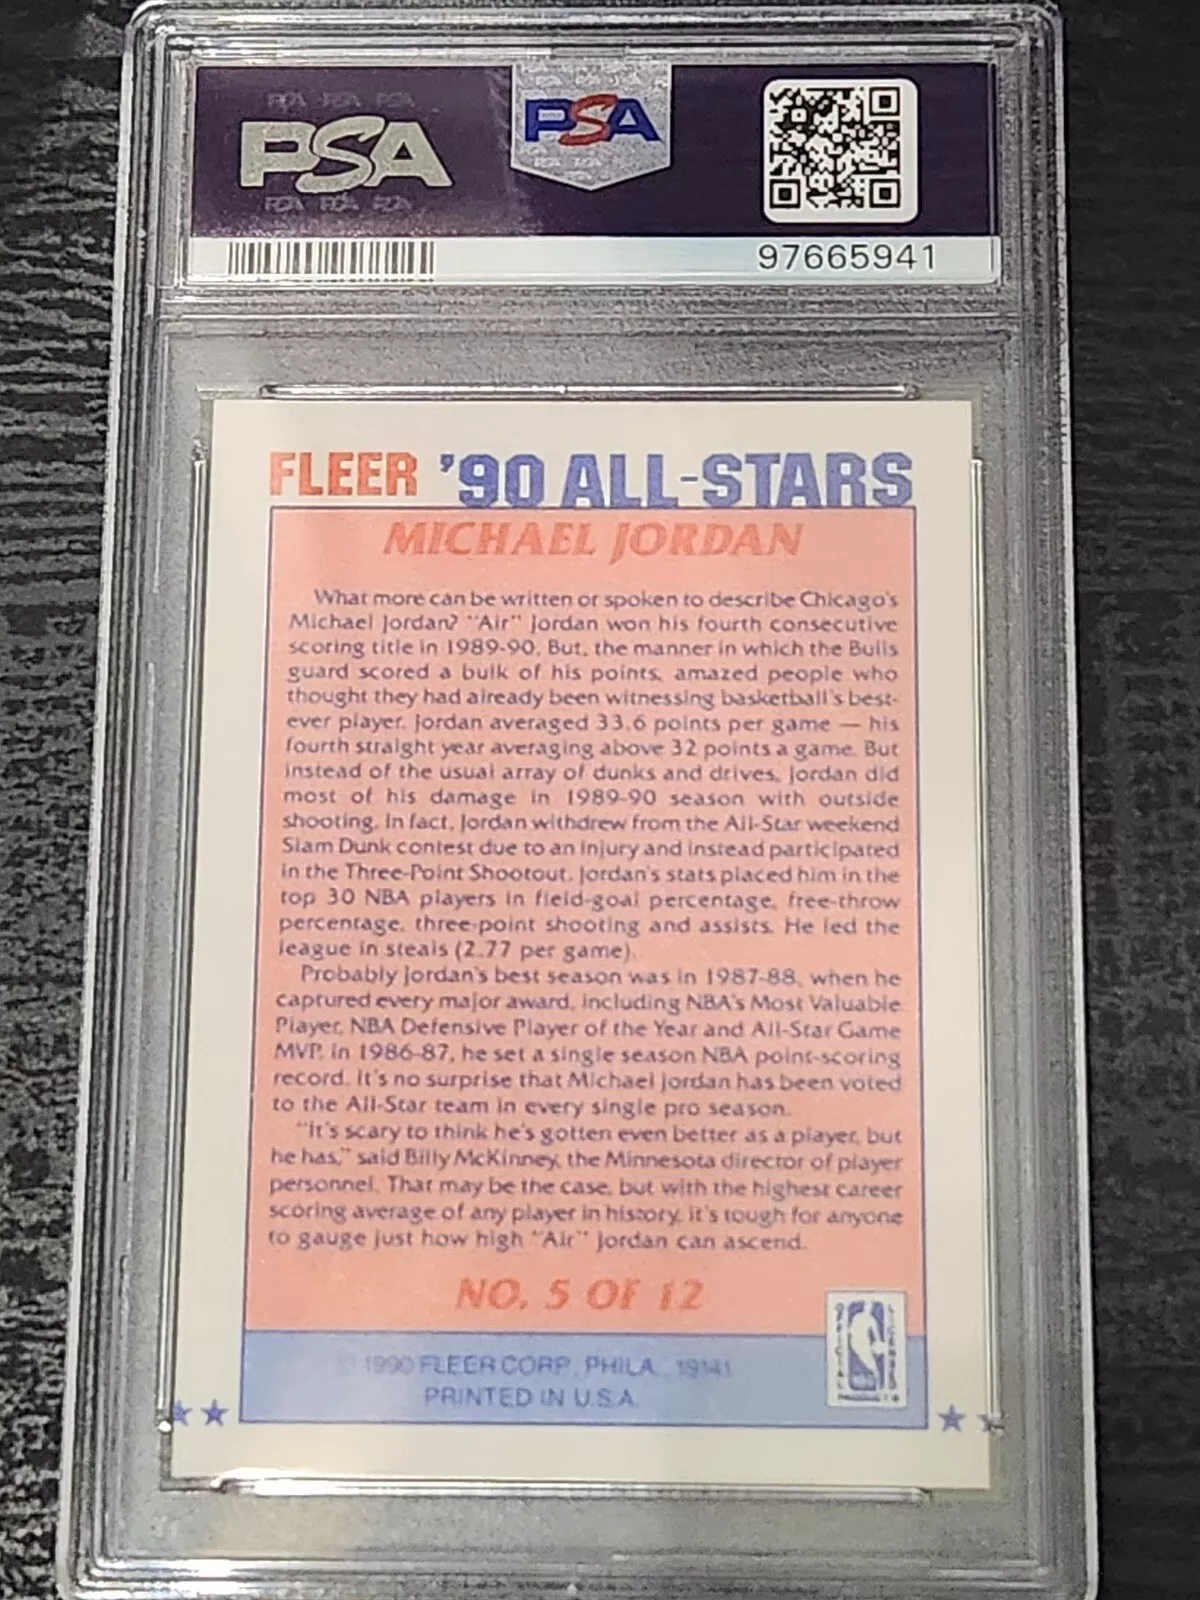 PSA PSA PSA
PSA
PSA PSA PSA
PSA
97665941
FLEER '90 ALL-STARS
MICHAEL JORDAN
What more can be written or spoken to describe Chicago's
Michael Jordan? "Air" Jordan won his fourth consecutive
scoring title in 1989-90. But, the manner in which the Bulls
guard scored a bulk of his points, amazed people who
thought they had already been witnessing basketball's best-
ever player. Jordan averaged 33.6 points per game — his
fourth straight year averaging above 32 points a game. But
instead of the usual array of dunks and drives, Jordan did
most of his damage in 1989-90 season with outside
shooting. In fact, Jordan withdrew from the All-Star weekend
Slam Dunk contest due to an injury and instead participated
in the Three-Point Shootout. Jordan's stats placed him in the
top 30 NBA players in field-goal percentage, free-throw
percentage, three-point shooting and assists. He led the
league in steals (2.77 per game).
Probably Jordan's best season was in 1987-88, when he
captured every major award, including NBA's Most Valuable
Player, NBA Defensive Player of the Year and All-Star Game
MVP. In 1986-87, he set a single season NBA point-scoring
record. It's no surprise that Michael Jordan has been voted
to the All-Star team in every single pro season.
"It's scary to think he's gotten even better as a player, but
he has," said Billy McKinney, the Minnesota director of player
personnel. That may be the case, but with the highest career
scoring average of any player in history, it's tough for anyone
to gauge just how high "Air" Jordan can ascend.
NO. 5 OF 12
© 1990 FLEER CORP., PHILA., 19141
PRINTED IN U.S.A.
OFFICIAL
LICENSED
PRODUCT